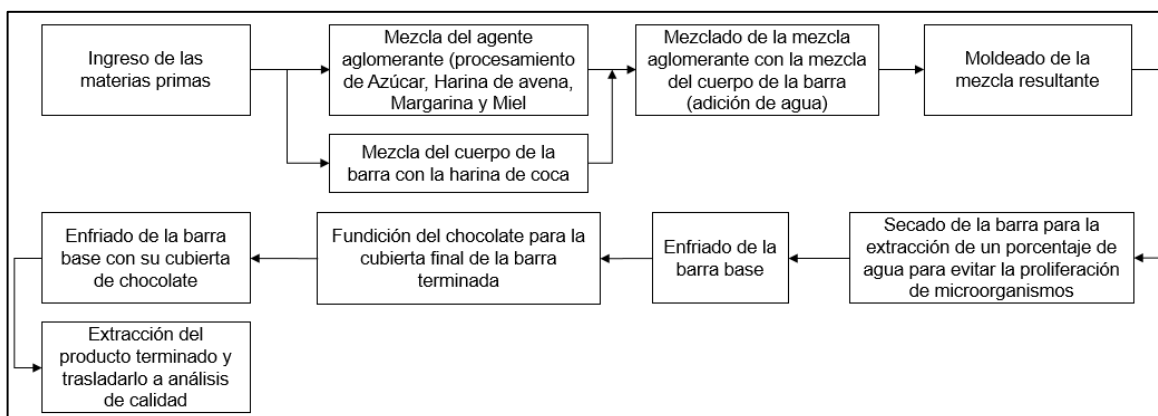 Ingreso de las
materias primas
Mezcla del agente
aglomerante (procesamiento
de Azúcar, Harina de avena,
Margarina y Miel
Mezcla del cuerpo de la
barra con la harina de coca
Mezclado de la mezcla
aglomerante con la mezcla
del cuerpo de la barra
(adición de agua)
Moldeado de la
mezcla resultante
Secado de la barra para la
extracción de un porcentaje de
agua para evitar la proliferación
de microorganismos
Enfriado de la
barra base
Fundición del chocolate para la
cubierta final de la barra
terminada
Enfriado de la barra
base con su cubierta
de chocolate
Extracción del
producto terminado y
trasladarlo a análisis
de calidad